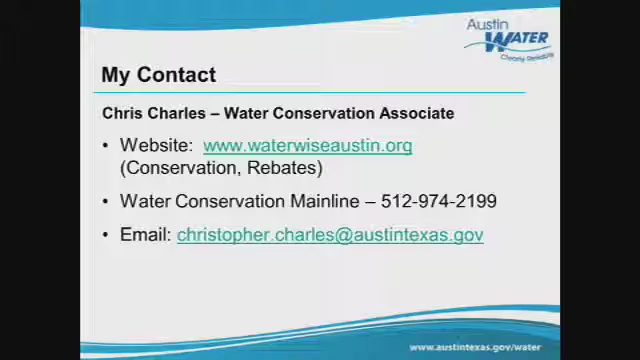 Austin
WATER
Clearly Reliable
My Contact
Chris Charles – Water Conservation Associate
• Website: www.waterwiseaustin.org
(Conservation, Rebates)
• Water Conservation Mainline – 512-974-2199
• Email: christopher.charles@austintexas.gov
www.austintexas.gov/water